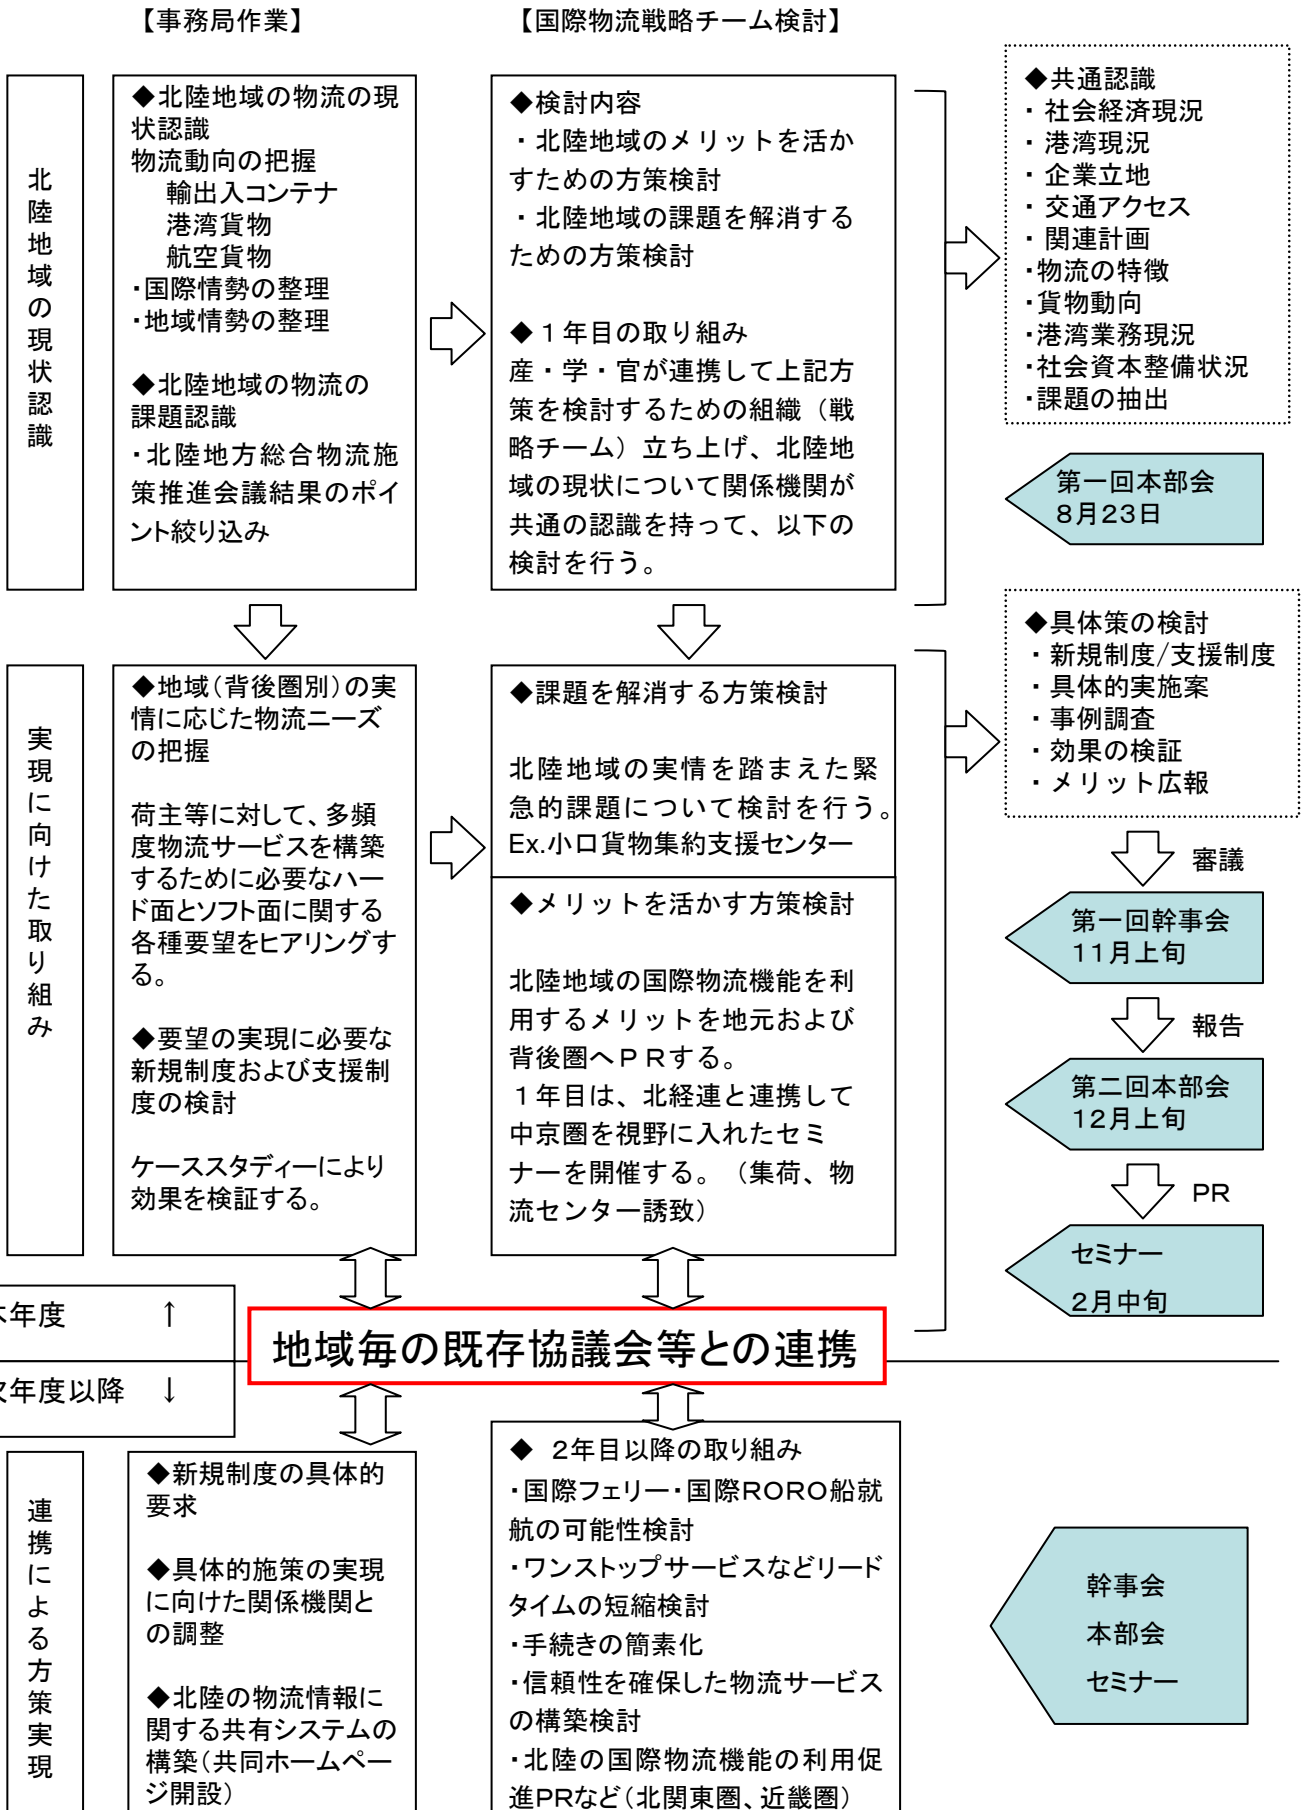 【事務局作業】
【国際物流戦略チーム検討】
北陸地域の現状認識
◆北陸地域の物流の現
状認識
物流動向の把握
輸出入コンテナ
港湾貨物
航空貨物
・国際情勢の整理
・地域情勢の整理
◆北陸地域の物流の
課題認識
・北陸地方総合物流施
策推進会議結果のポイ
ント絞り込み
◆検討内容
・北陸地域のメリットを活か
すための方策検討
・北陸地域の課題を解消する
ための方策検討
◆１年目の取り組み
産・学・官が連携して上記方
策を検討するための組織（戦
略チーム）立ち上げ、北陸地
域の現状について関係機関が
共通の認識を持って、以下の
検討を行う。
◆共通認識
・社会経済現況
・港湾現況
・企業立地
・交通アクセス
・関連計画
・物流の特徴
・貨物動向
・港湾業務現況
・社会資本整備状況
・課題の抽出
第一回本部会
８月２３日
実現に向けた取り組み
◆地域（背後圏別）の実
情に応じた物流ニーズ
の把握
荷主等に対して、多頻
度物流サービスを構築
するために必要なハー
ド面とソフト面に関する
各種要望をヒアリングす
る。
◆要望の実現に必要な
新規制度および支援制
度の検討
ケーススタディーにより
効果を検証する。
◆課題を解消する方策検討
北陸地域の実情を踏まえた緊
急的課題について検討を行う。
Ex.小口貨物集約支援センター
◆メリットを活かす方策検討
北陸地域の国際物流機能を利
用するメリットを地元および
背後圏へＰＲする。
１年目は、北経連と連携して
中京圏を視野に入れたセミ
ナーを開催する。（集荷、物
流センター誘致）
◆具体策の検討
・新規制度/支援制度
・具体的実施案
・事例調査
・効果の検証
・メリット広報
審議
第一回幹事会
１１月上旬
報告
第二回本部会
１２月上旬
PR
セミナー
２月中旬
年度 ↑
地域毎の既存協議会等との連携
年度以降 ↓
連携による方策実現
◆新規制度の具体的
要求
◆具体的施策の実現
に向けた関係機関と
の調整
◆北陸の物流情報に
関する共有システムの
構築（共同ホームペー
ジ開設）
◆ ２年目以降の取り組み
・国際フェリー・国際ＲＯＲＯ船就
航の可能性検討
・ワンストップサービスなどリード
タイムの短縮検討
・手続きの簡素化
・信頼性を確保した物流サービス
の構築検討
・北陸の国際物流機能の利用促
進PRなど（北関東圏、近畿圏）
幹事会
本部会
セミナー